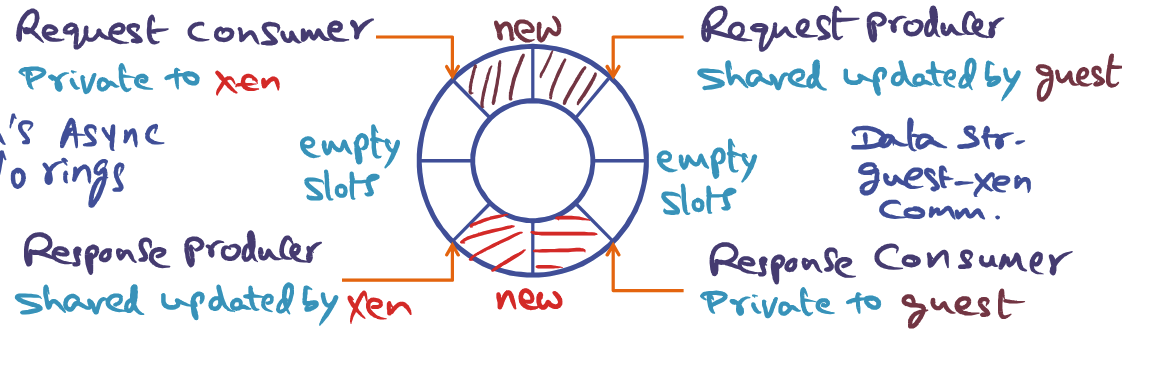 Request Consumer
Private to xen
's Async
o rings
new
Request Producer
shared updated by guest
empty
slots
empty
slots
Data Str-
guest-xen
Comm.
Response Producer
shared updated by Xen
new
Response Consumer
Private to guest